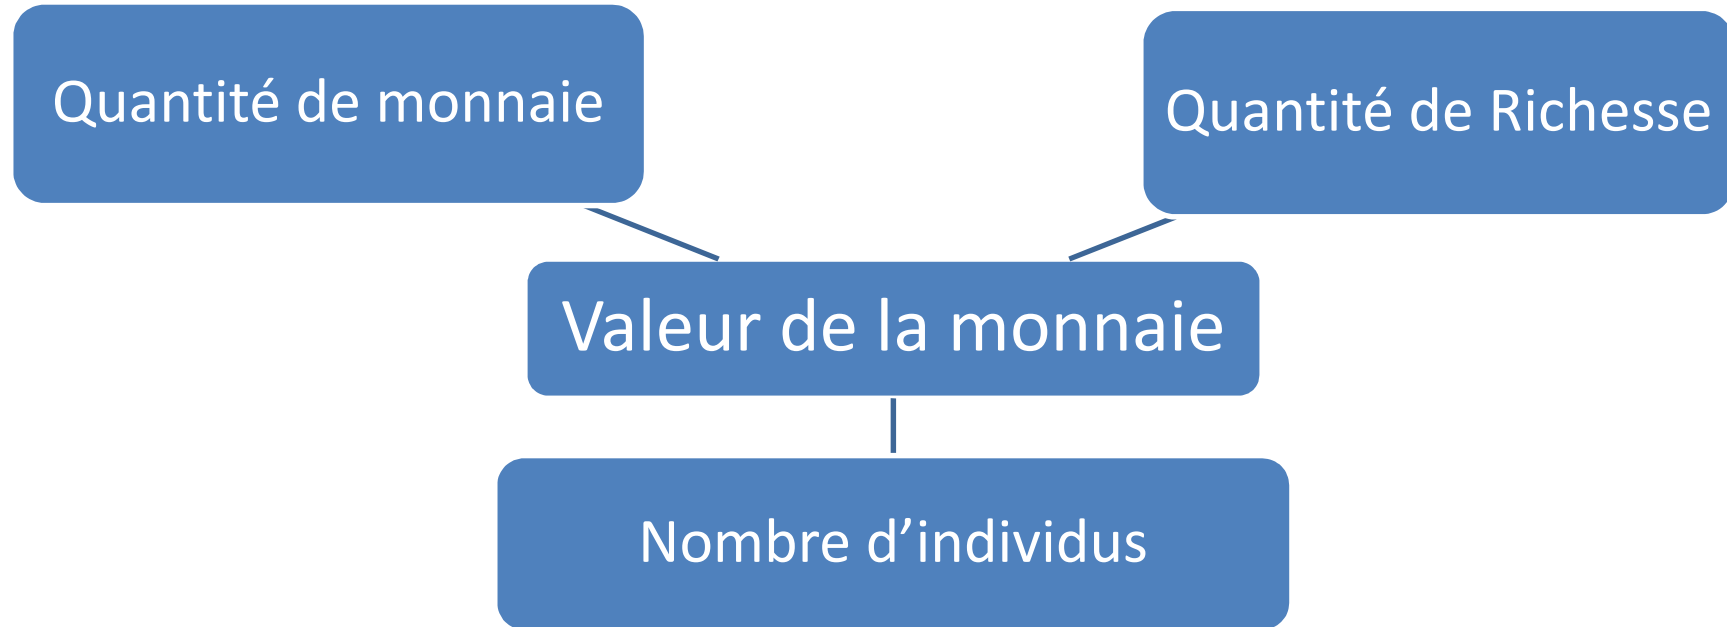 Quantité de monnaie
Quantité de Richesse
Valeur de la monnaie
Nombre d’individus